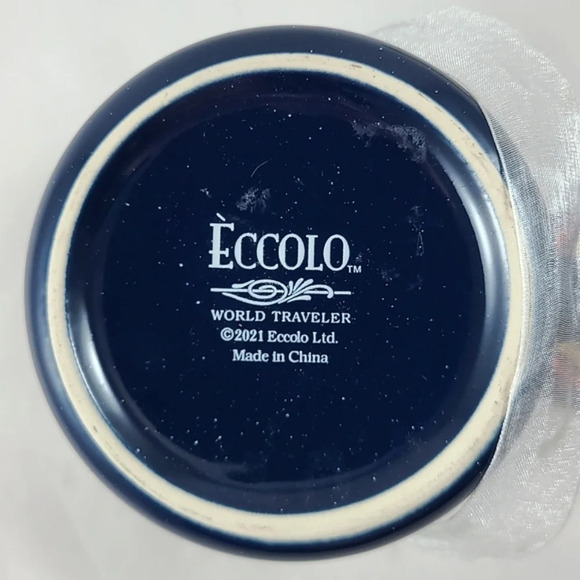 ÈCCOLO™
WORLD TRAVELER
©2021 Eccolo Ltd.
Made in China